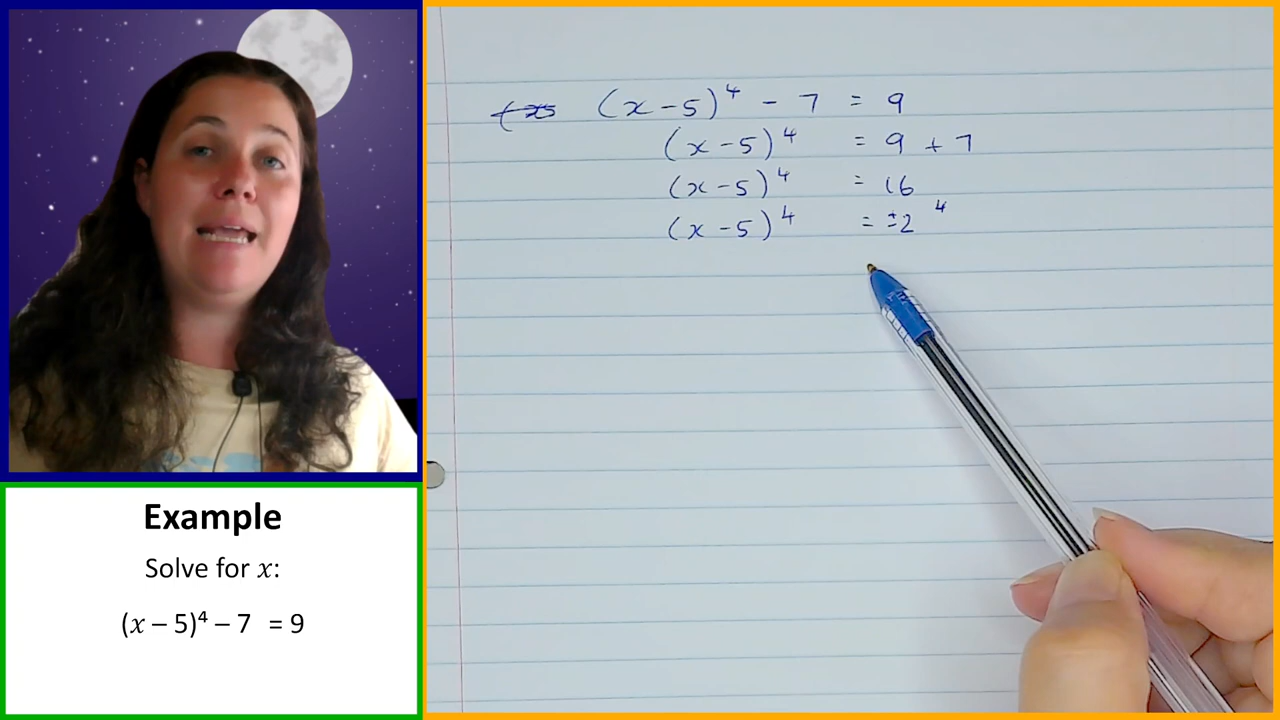 (x – 5)⁴ – 7 = 9
(x – 5)⁴ = 9 + 7
(x – 5)⁴ = 16
(x – 5)⁴ = ±2⁴
Example
Solve for x:
(x – 5)⁴ – 7 = 9